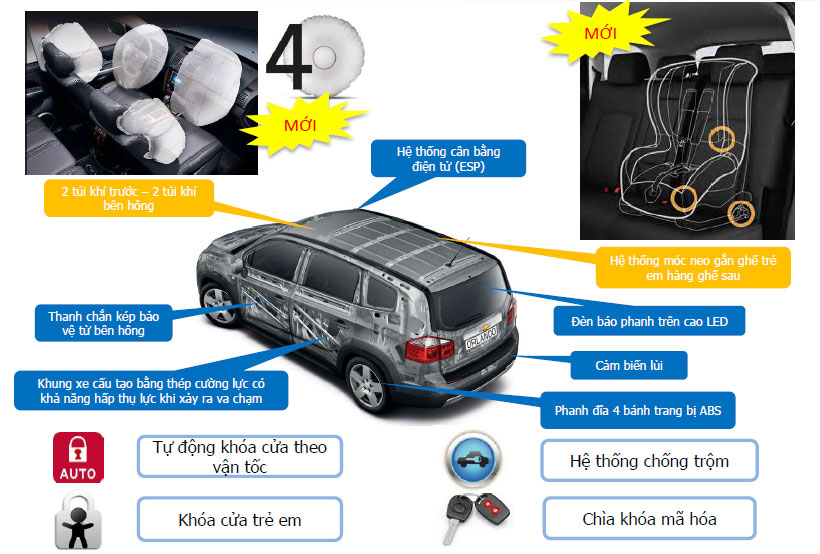 4
MỚI
MỚI
Hệ thống cân bằng
điện tử (ESP)
2 túi khí trước – 2 túi khí
bên hông
Hệ thống móc neo gắn ghế trẻ
em hàng ghế sau
Thanh chắn kép bảo
vệ từ bên hông
Đèn báo phanh trên cao LED
ORLANDO
Cảm biến lùi
Khung xe cấu tạo bằng thép cường lực có
khả năng hấp thụ lực khi xảy ra va chạm
Phanh đĩa 4 bánh trang bị ABS
AUTO
Tự động khóa cửa theo
vận tốc
Hệ thống chống trộm
Khóa cửa trẻ em
Chìa khóa mã hóa